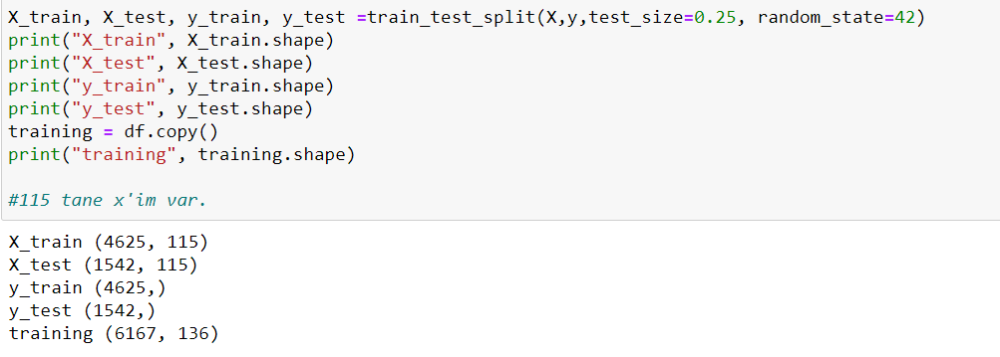 X_train, X_test, y_train, y_test =train_test_split(X,y,test_size=0.25, random_state=42)
print("X_train", X_train.shape)
print("X_test", X_test.shape)
print("y_train", y_train.shape)
print("y_test", y_test.shape)
training = df.copy()
print("training", training.shape)
#115 tane x'im var.
X_train (4625, 115)
X_test (1542, 115)
y_train (4625,)
y_test (1542,)
training (6167, 136)